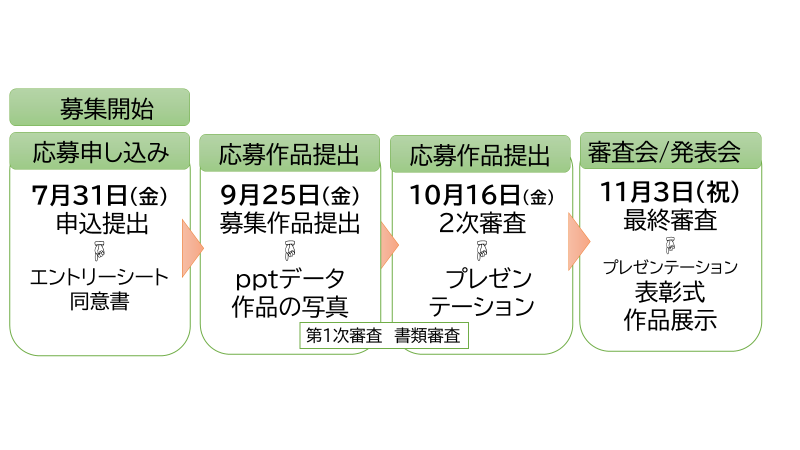 募集開始
応募申し込み
7月31日(金)
申込提出
☟
エントリーシート
同意書
応募作品提出
9月25日(金)
募集作品提出
☟
pptデータ
作品の写真
応募作品提出
10月16日(金)
2次審査
☟
プレゼン
テーション
第1次審査 書類審査
審査会/発表会
11月3日(祝)
最終審査
☟
プレゼンテーション
表彰式
作品展示